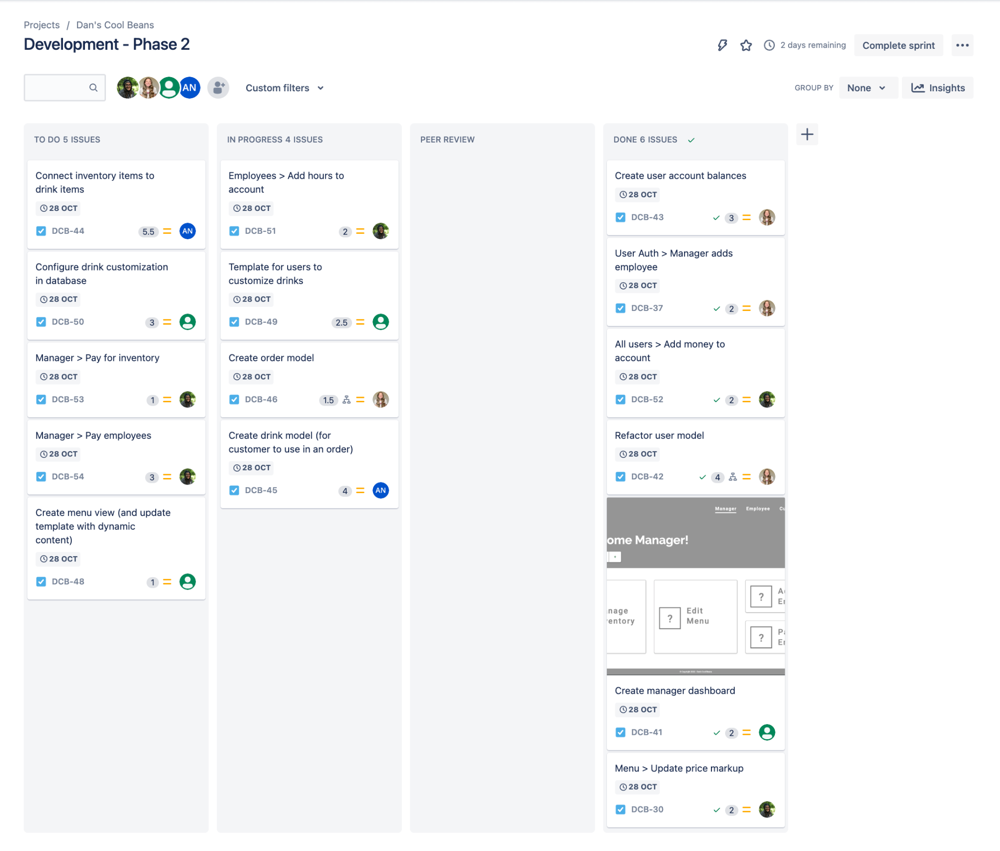 Projects / Dan's Cool Beans
Development - Phase 2
2 days remaining
Complete sprint
AN
Custom filters
GROUP BY
None
Insights
TO DO 5 ISSUES
Connect inventory items to
drink items
28 OCT
DCB-44
5.5
AN
Configure drink customization
in database
28 OCT
DCB-50
3
Manager > Pay for inventory
28 OCT
DCB-53
1
Manager > Pay employees
28 OCT
DCB-54
3
Create menu view (and update
template with dynamic
content)
28 OCT
DCB-48
1
IN PROGRESS 4 ISSUES
Employees > Add hours to
account
28 OCT
DCB-51
2
Template for users to
customize drinks
28 OCT
DCB-49
2.5
Create order model
28 OCT
DCB-46
1.5
Create drink model (for
customer to use in an order)
28 OCT
DCB-45
4
AN
PEER REVIEW
DONE 6 ISSUES
Create user account balances
28 OCT
DCB-43
3
User Auth > Manager adds
employee
28 OCT
DCB-37
2
All users > Add money to
account
28 OCT
DCB-52
2
Refactor user model
28 OCT
DCB-42
4
Manager Employee Cu
ome Manager!
+
nage
entory
?
Edit
Menu
?
?
Create manager dashboard
28 OCT
DCB-41
2
Menu > Update price markup
28 OCT
DCB-30
2